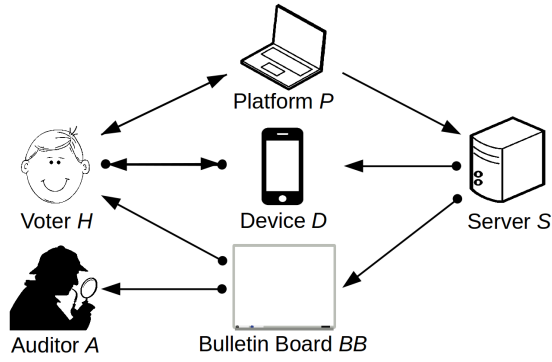 Platform P
Voter H
Device D
Server S
Auditor A
Bulletin Board BB